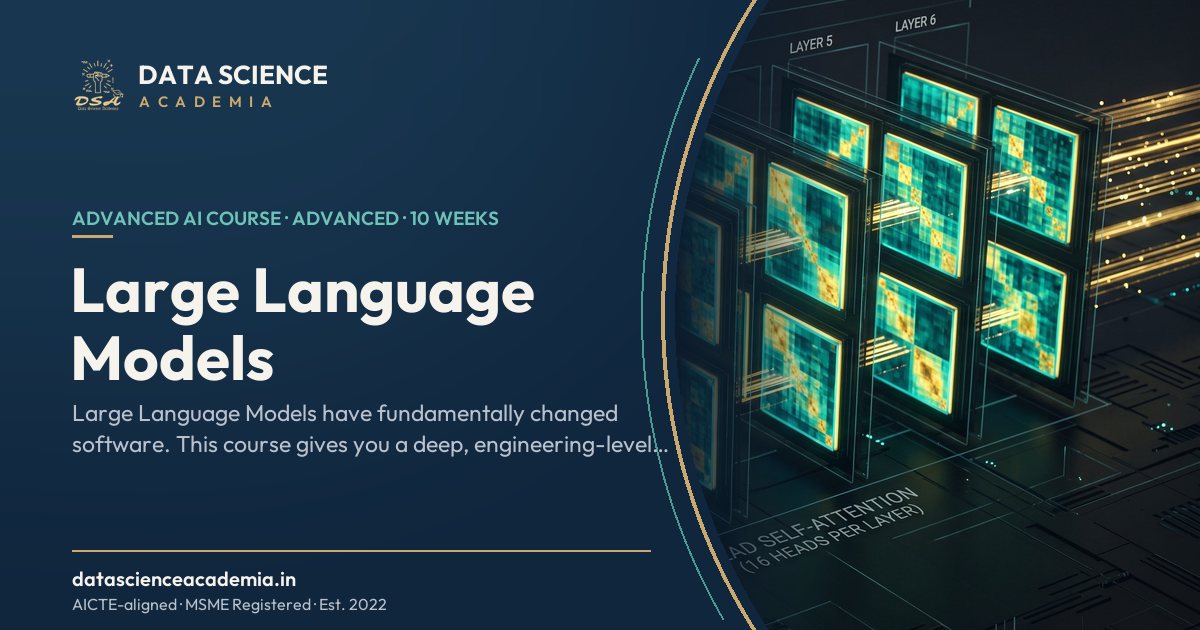 DATA SCIENCE
ACADEMIA
DSA
ADVANCED AI COURSE · ADVANCED · 10 WEEKS
Large Language
Models
Large Language Models have fundamentally changed
software. This course gives you a deep, engineering-level...
datascienceacademia.in
AICTE-aligned · MSME Registered · Est. 2022
LAYER 5
LAYER 6
AD SELF-ATTENTION
(16 HEADS PER LAYER)